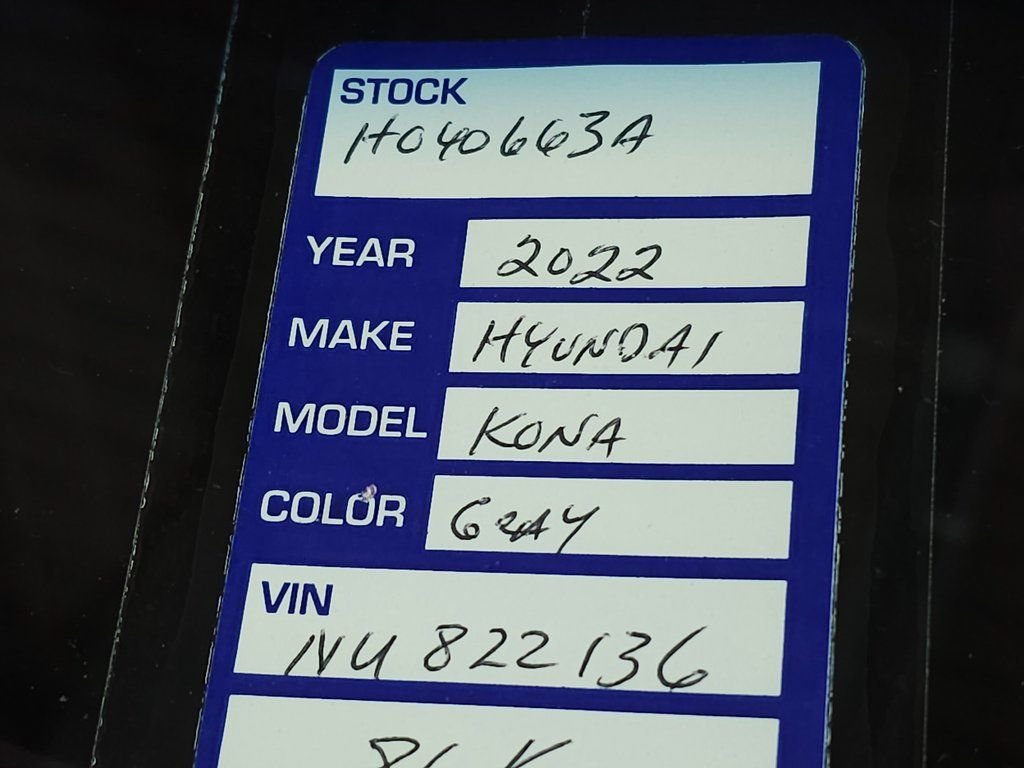 STOCK
H040663A
YEAR 2022
MAKE HYUNDAI
MODEL KONA
COLOR GRAY
VIN
NU 822136